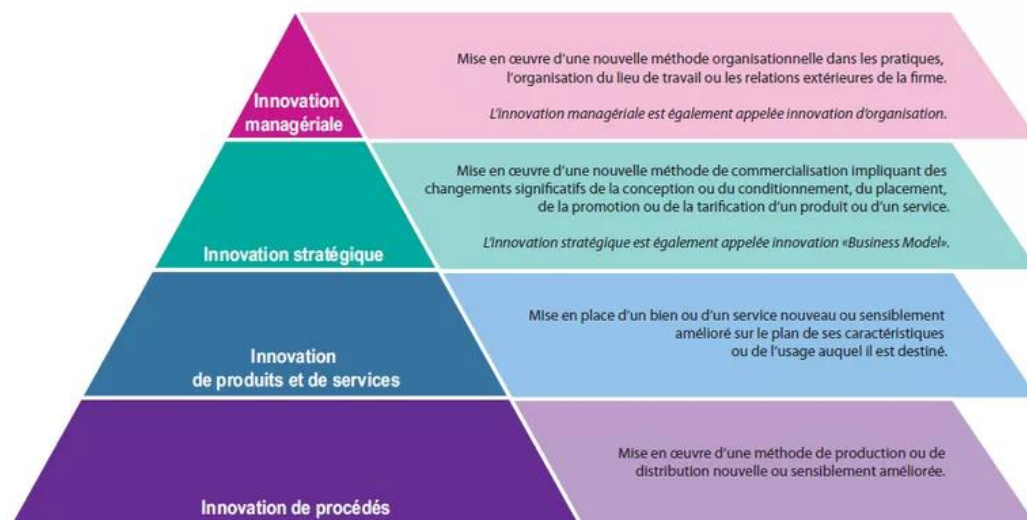 Innovation
managériale
Mise en œuvre d'une nouvelle méthode organisationnelle dans les pratiques,
l'organisation du lieu de travail ou les relations extérieures de la firme.
L'innovation managériale est également appelée innovation d'organisation.
Innovation stratégique
Mise en œuvre d'une nouvelle méthode de commercialisation impliquant des
changements significatifs de la conception ou du conditionnement, du placement,
de la promotion ou de la tarification d'un produit ou d'un service.
L'innovation stratégique est également appelée innovation «Business Model».
Innovation
de produits et de services
Mise en place d'un bien ou d'un service nouveau ou sensiblement
amélioré sur le plan de ses caractéristiques
ou de l'usage auquel il est destiné.
Innovation de procédés
Mise en œuvre d'une méthode de production ou de
distribution nouvelle ou sensiblement améliorée.